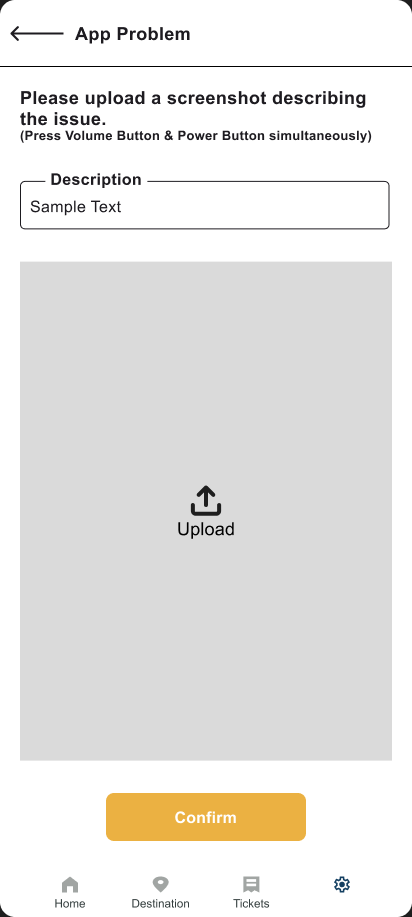 App Problem
Please upload a screenshot describing
the issue.
(Press Volume Button & Power Button simultaneously)
Description
Sample Text
Upload
Confirm
Home
Destination
Tickets